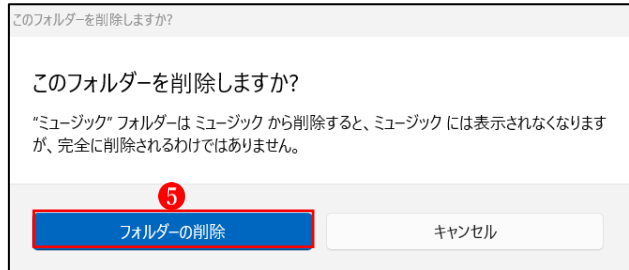 このフォルダーを削除しますか?
このフォルダーを削除しますか?
“ミュージック” フォルダーは ミュージック から削除すると、ミュージック には表示されなくなります
が、完全に削除されるわけではありません。
5
フォルダーの削除 キャンセル